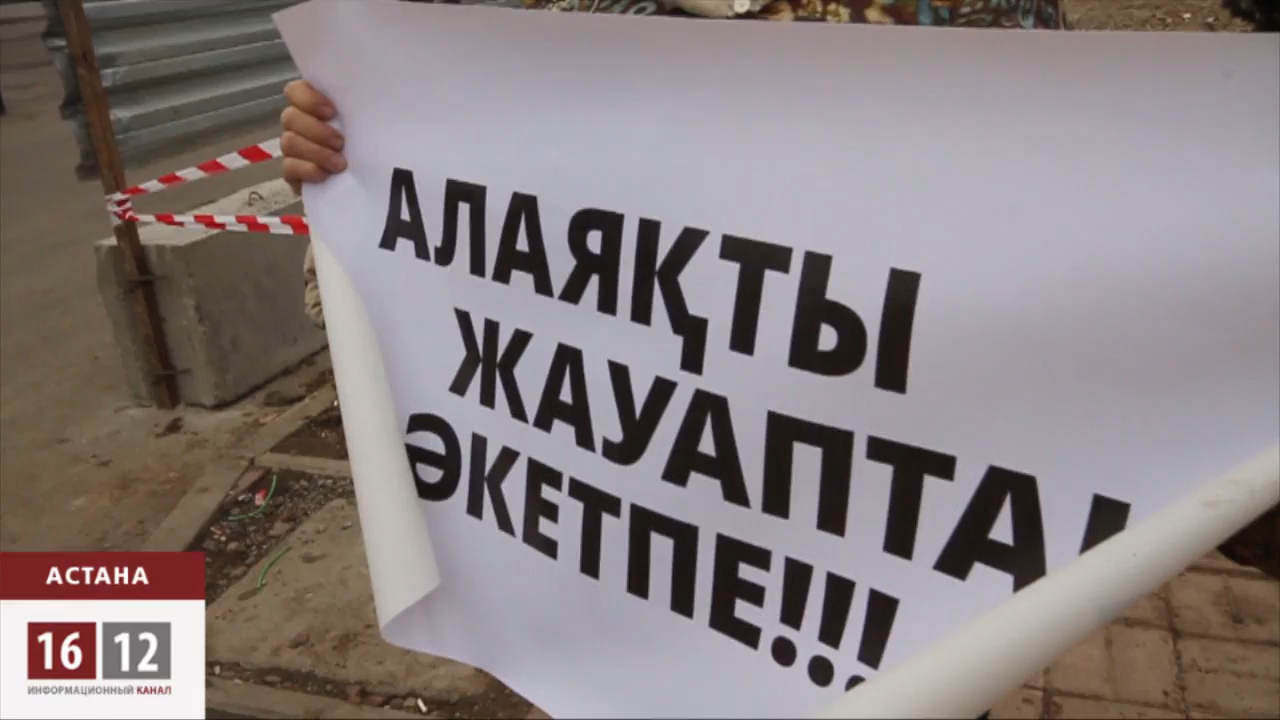 АЛАЯҚТЫ
ЖАУАПТА
ӘКЕТПЕ!!!
АСТАНА
16 12
ИНФОРМАЦИОННЫЙ КАНАЛ